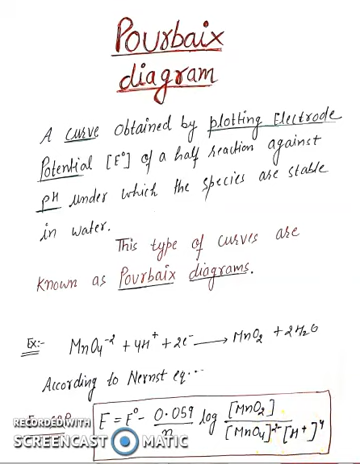 Pourbaix
diagram
A curve obtained by plotting Electrode
Potential [E°] of a half reaction against
pH under which the species are stable
in water.
This type of curves are
known as Pourbaix diagrams.
Ex:- MnO₄⁻² + 4H⁺ + 2e⁻ → MnO₂ + 2H₂O
According to Nernst eq...
E = E° - 0.059/n log [MnO₂]/[MnO₄]²⁻[H⁺]⁴
RECORDED WITH
SCREENCAST MATIC